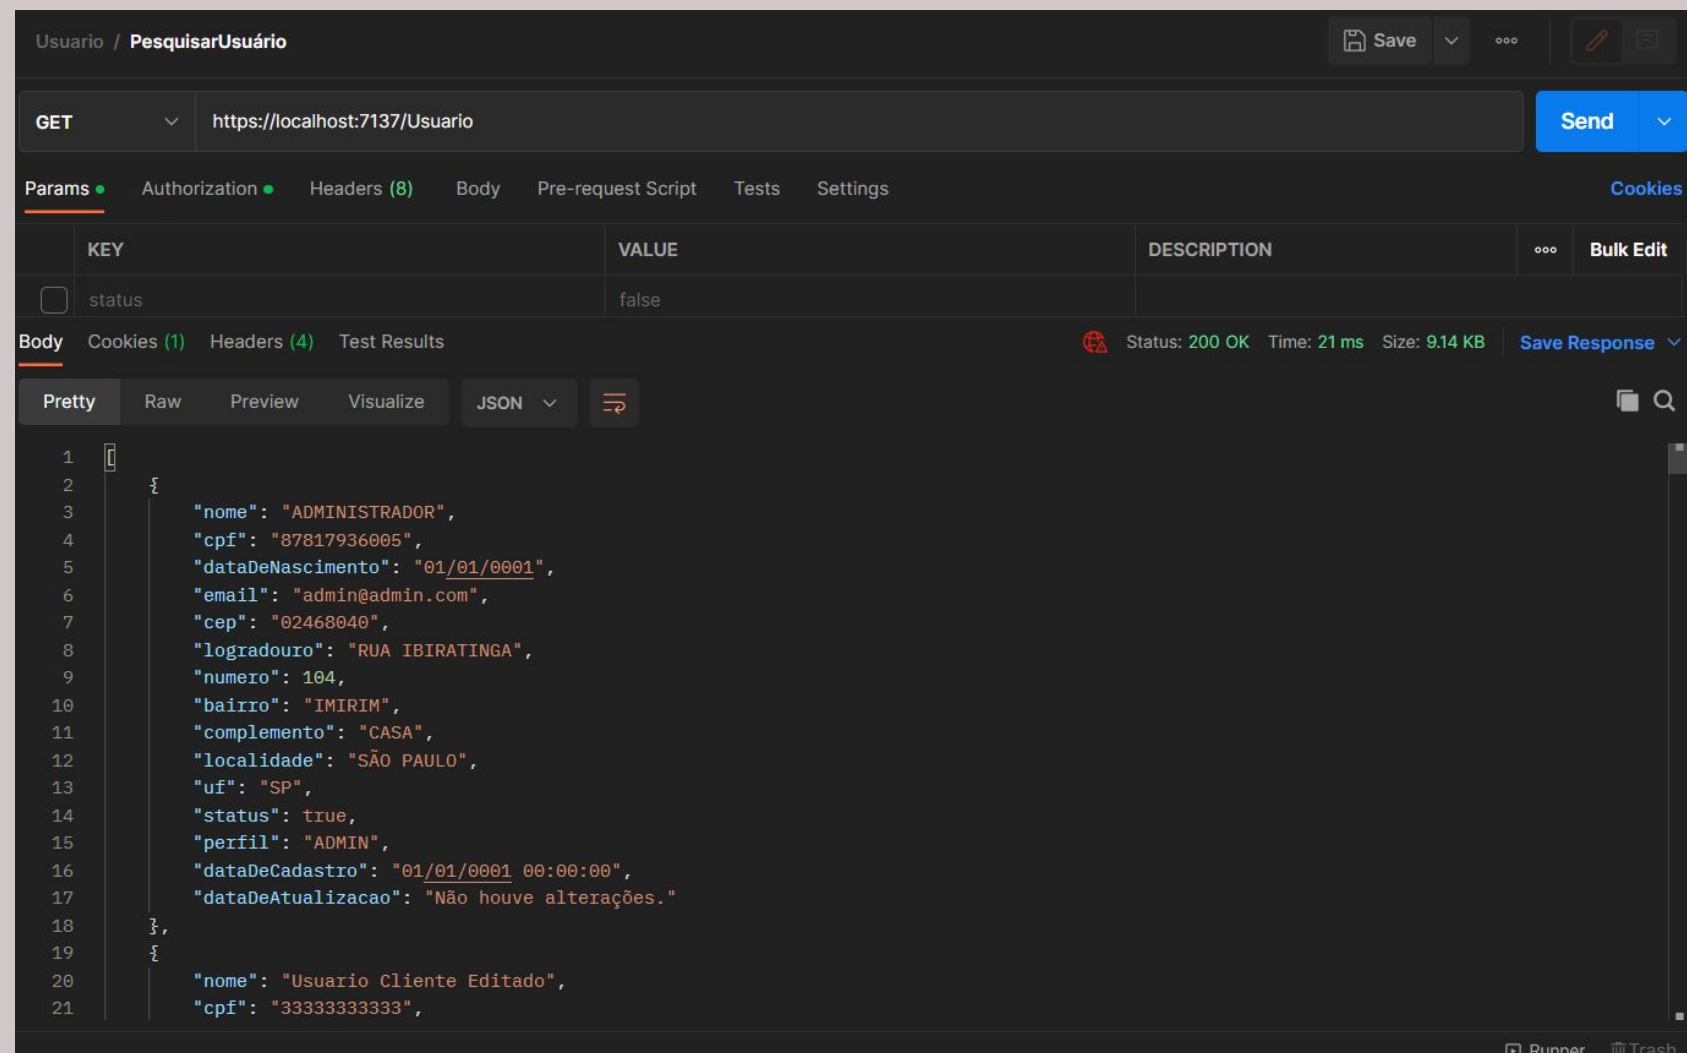 Usuario / PesquisarUsuário
Save
GET https://localhost:7137/Usuario Send
Params Authorization Headers (8) Body Pre-request Script Tests Settings Cookies
KEY VALUE DESCRIPTION Bulk Edit
status false
Body Cookies (1) Headers (4) Test Results Status: 200 OK Time: 21 ms Size: 9.14 KB Save Response
Pretty Raw Preview Visualize JSON
1 [
2 {
3 "nome": "ADMINISTRADOR",
4 "cpf": "87817936005",
5 "dataDeNascimento": "01/01/0001",
6 "email": "admin@admin.com",
7 "cep": "02468040",
8 "logradouro": "RUA IBIRATINGA",
9 "numero": 104,
10 "bairro": "IMIRIM",
11 "complemento": "CASA",
12 "localidade": "SÃO PAULO",
13 "uf": "SP",
14 "status": true,
15 "perfil": "ADMIN",
16 "dataDeCadastro": "01/01/0001 00:00:00",
17 "dataDeAtualizacao": "Não houve alterações."
18 },
19 {
20 "nome": "Usuario Cliente Editado",
21 "cpf": "33333333333",
Runner Trash